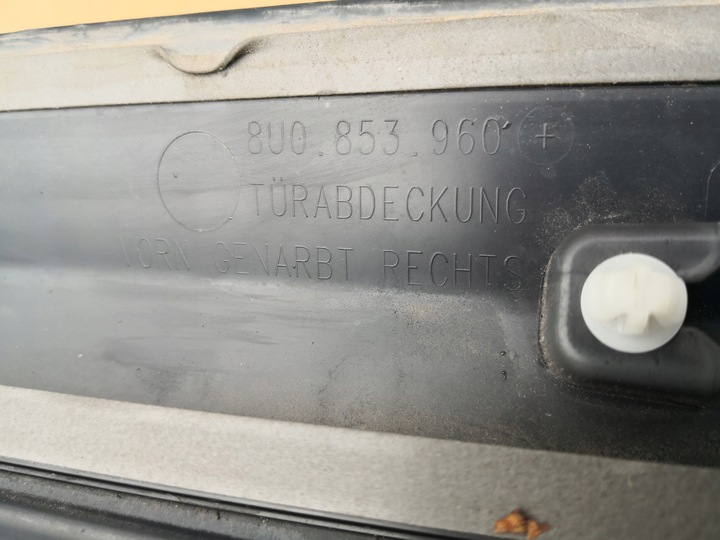 8U0.853.960 +
TÜRABDECKUNG
VORN GENARBT RECHTS